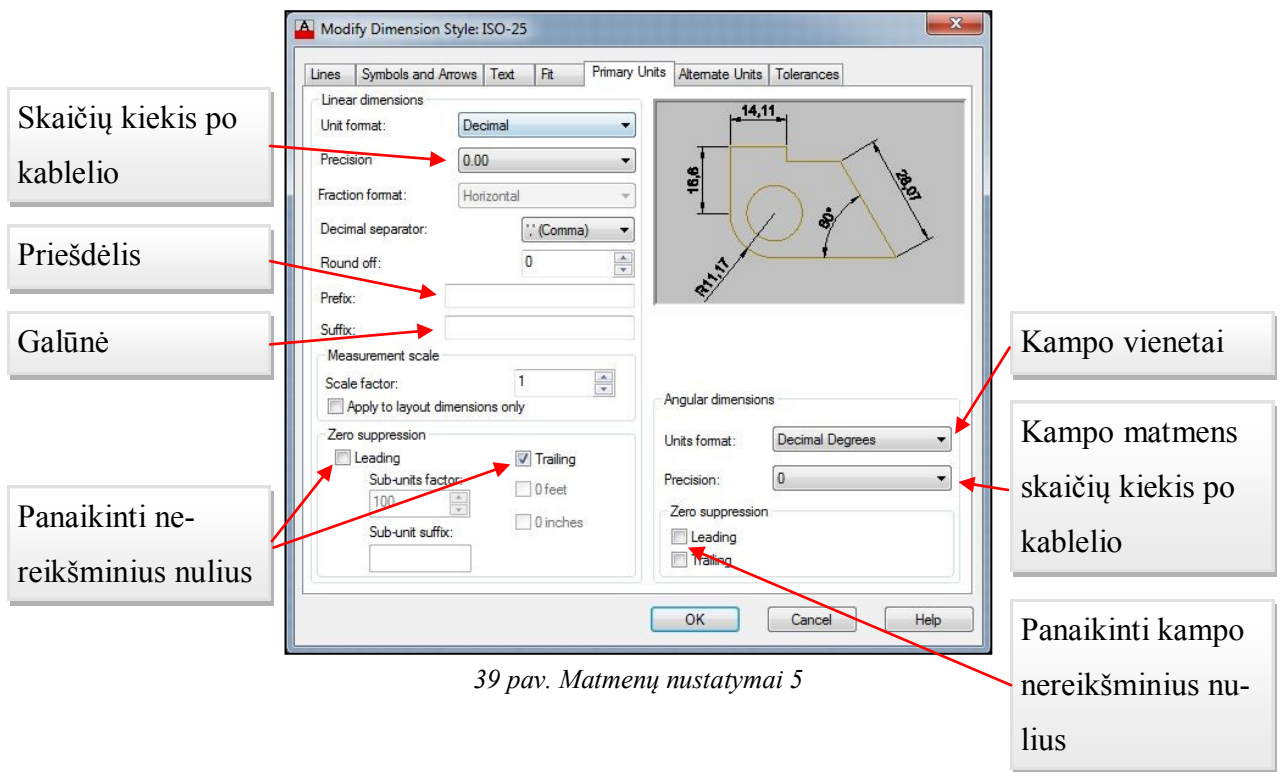 Modify Dimension Style: ISO-25
Lines Symbols and Arrows Text Fit Primary Units Alternate Units Tolerances
Skaičių kiekis po
kablelio
Priešdėlis
Galūnė
Panaikinti ne-
reikšminius nulius
Linear dimensions
Unit format: Decimal
Precision 0.00
Fraction format: Horizontal
Decimal separator: ',' (Comma)
Round off: 0
Prefix:
Suffix:
Measurement scale
Scale factor: 1
Apply to layout dimensions only
Zero suppression
Leading
Trailing
Sub-units factor:
100
0 feet
0 inches
Sub-unit suffix:
14,11
16,6
28,07
60°
R11,17
Angular dimensions
Units format: Decimal Degrees
Precision: 0
Zero suppression
Leading
Trailing
OK Cancel Help
Kampo vienetai
Kampo matmens
skaičių kiekis po
kablelio
Panaikinti kampo
nereikšminius nu-
lius
39 pav. Matmenų nustatymai 5